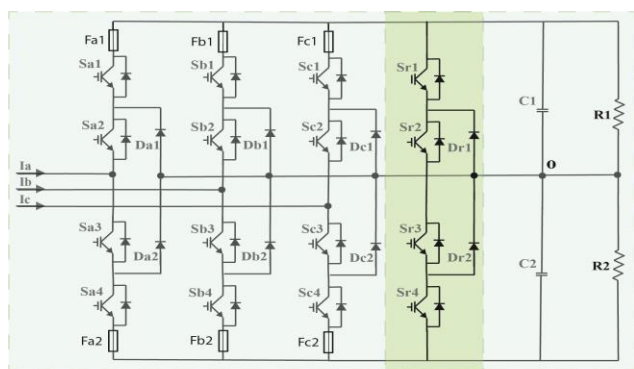 Fa1 Fb1 Fc1
Sa1 Sb1 Sc1 Sr1
C1
Sa2 Da1 Sb2 Db1 Sc2 Dc1 Sr2 Dr1 R1
Ia
o
Ib
Ic
Sa3 Sb3 Sc3 Sr3
Da2 Db2 Dc2 Dr2 C2 R2
Sa4 Sb4 Sc4 Sr4
Fa2 Fb2 Fc2